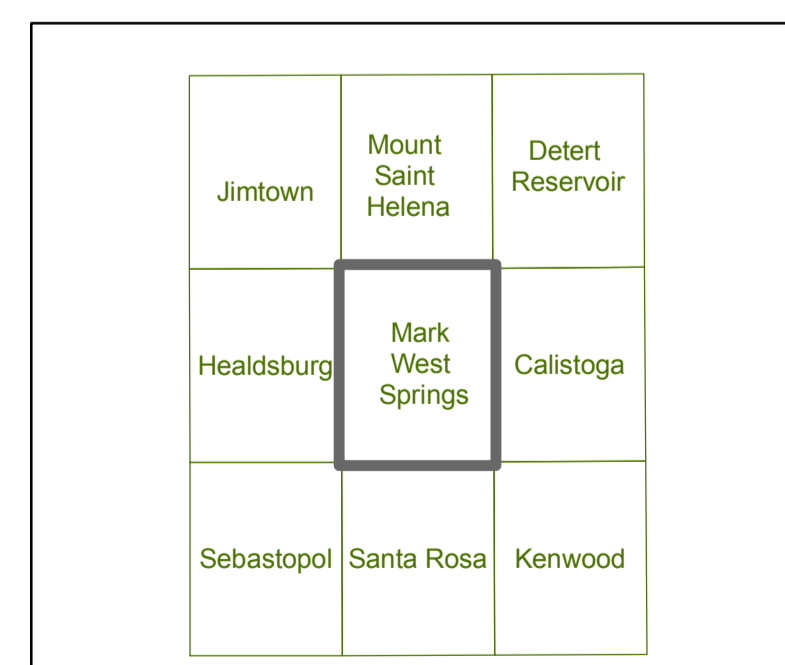 Jimtown
Mount
Saint
Helena
Detert
Reservoir
Healdsburg
Mark
West
Springs
Calistoga
Sebastopol
Santa Rosa
Kenwood